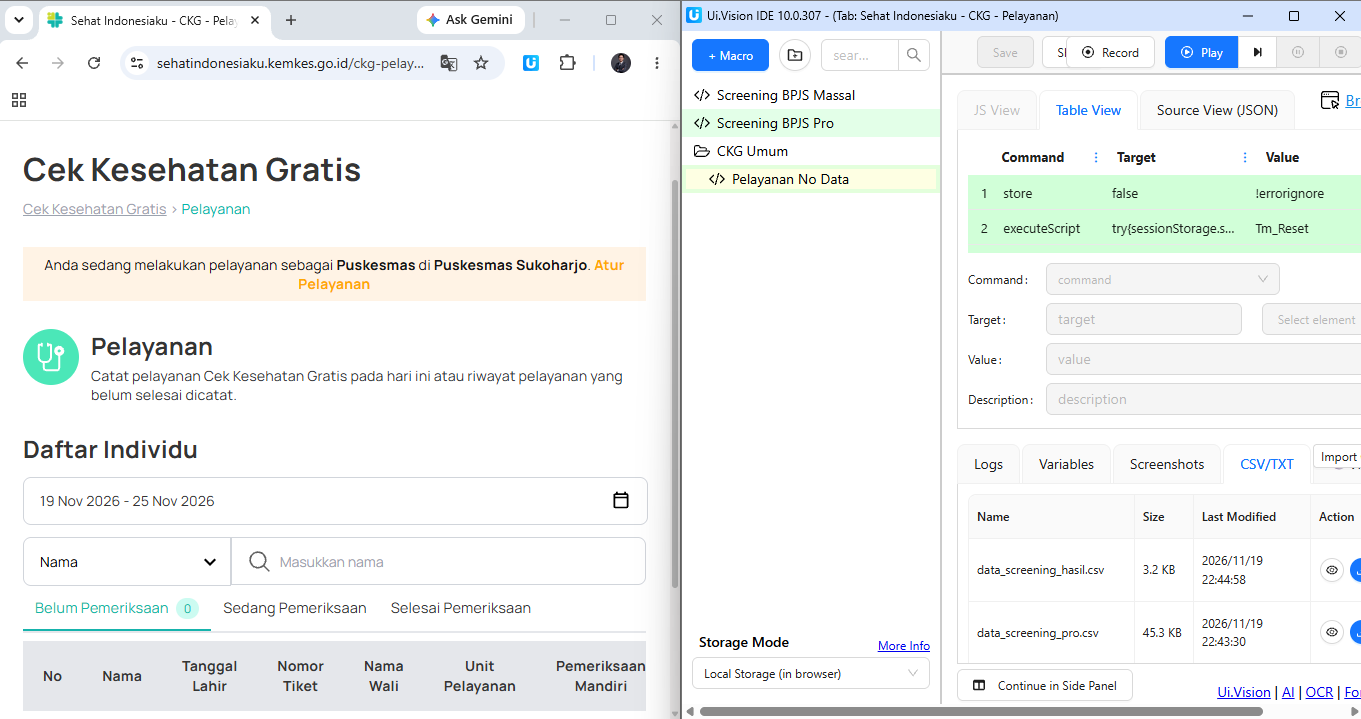 Sehat Indonesiaku - CKG - Pela
Ask Gemini
sehatindonesiaku.kemkes.go.id/ckg-pelay...
Cek Kesehatan Gratis
Cek Kesehatan Gratis > Pelayanan
Anda sedang melakukan pelayanan sebagai Puskesmas di Puskesmas Sukoharjo. Atur
Pelayanan
Pelayanan
Catat pelayanan Cek Kesehatan Gratis pada hari ini atau riwayat pelayanan yang
belum selesai dicatat.
Daftar Individu
19 Nov 2026 - 25 Nov 2026
Nama
Masukkan nama
Belum Pemeriksaan 0 Sedang Pemeriksaan Selesai Pemeriksaan
No Nama Tanggal Lahir Nomor Tiket Nama Wali Unit Pelayanan Pemeriksaan Mandiri
Ui.Vision IDE 10.0.307 - (Tab: Sehat Indonesiaku - CKG - Pelayanan)
+ Macro
sear...
Screening BPJS Massal
Screening BPJS Pro
CKG Umum
Pelayanan No Data
Storage Mode
More Info
Local Storage (in browser)
Save
Record
Play
JS View
Table View
Source View (JSON)
Br
Command Target Value
1 store false !errorignore
2 executeScript try{sessionStorage.s... Tm_Reset
Command: command
Target: target Select element
Value: value
Description: description
Logs Variables Screenshots CSV/TXT Import
Name Size Last Modified Action
data_screening_hasil.csv 3.2 KB 2026/11/19 22:44:58
data_screening_pro.csv 45.3 KB 2026/11/19 22:43:30
Continue in Side Panel
Ui.Vision | AI | OCR | For